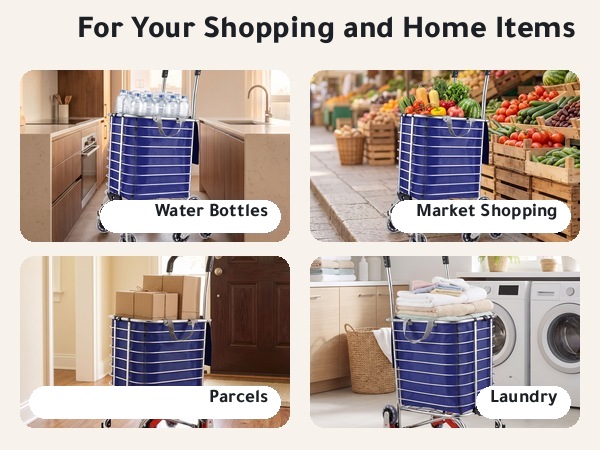 For Your Shopping and Home Items
Water Bottles
Market Shopping
Parcels
Laundry